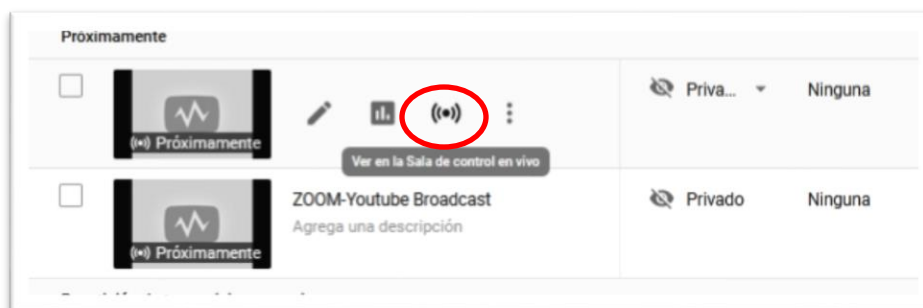 Próximamente
Priva...
Ninguna
((•)) Próximamente
Ver en la Sala de control en vivo
ZOOM-Youtube Broadcast
Privado
Ninguna
Agrega una descripción
((•)) Próximamente